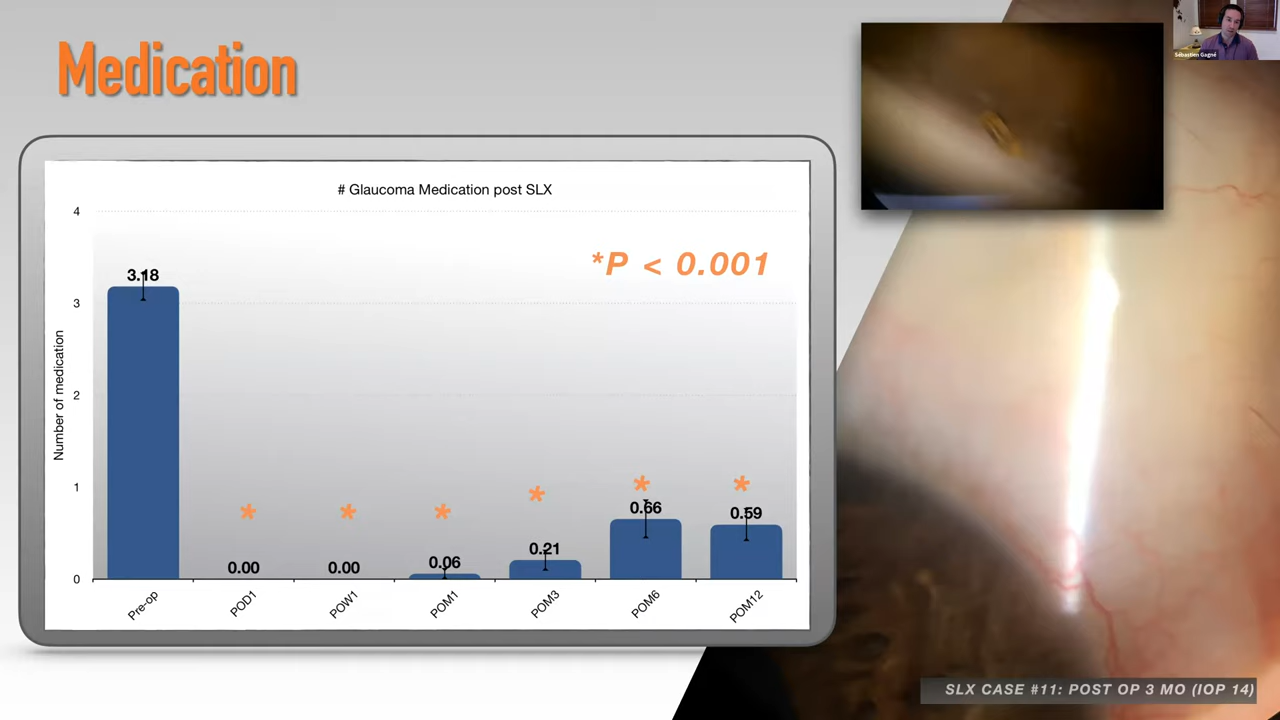 Medication
Sébastien Gagné
# Glaucoma Medication post SLX
*P < 0.001
Number of medication
4
3
2
1
0
3.18
0.00
0.00
0.06
0.21
0.66
0.59
* * * * * *
Pre-op
POD1
POW1
POM1
POM3
POM6
POM12
SLX CASE #11: POST OP 3 MO (IOP 14)